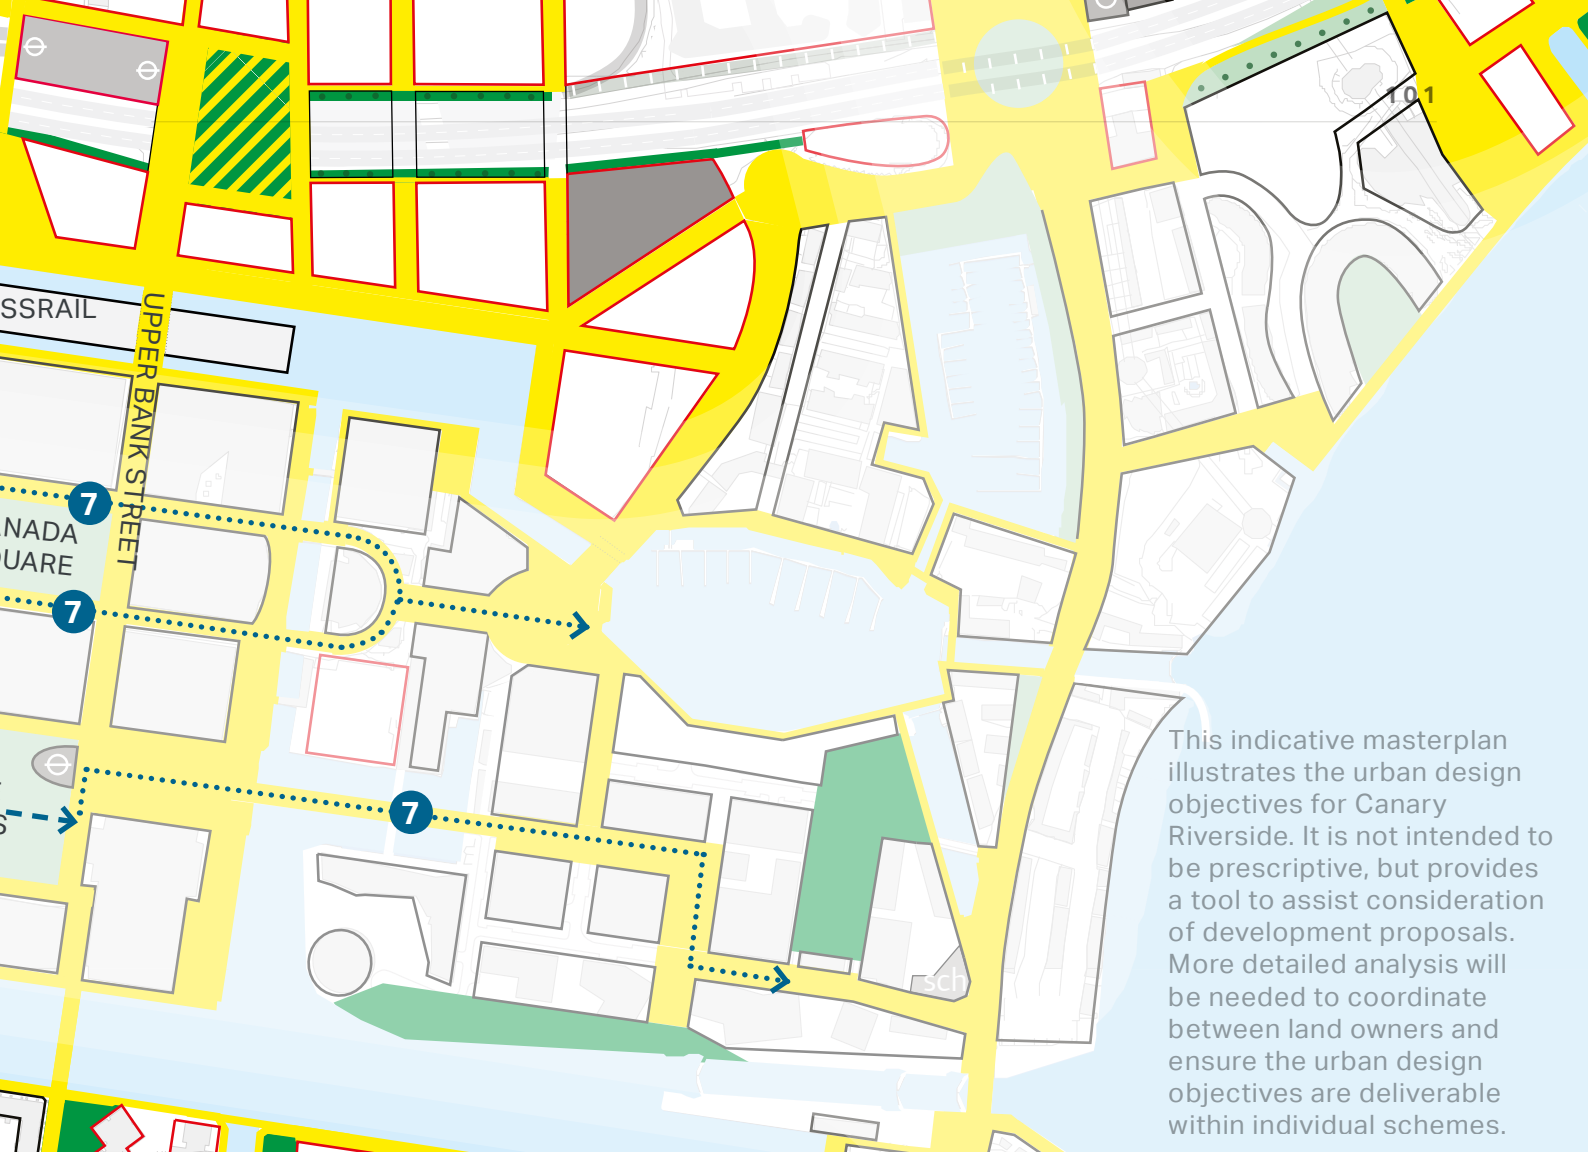 101
SSRAIL
UPPER BANK STREET
7
ANADA
QUARE
7
7
S
sch
This indicative masterplan
illustrates the urban design
objectives for Canary
Riverside. It is not intended to
be prescriptive, but provides
a tool to assist consideration
of development proposals.
More detailed analysis will
be needed to coordinate
between land owners and
ensure the urban design
objectives are deliverable
within individual schemes.